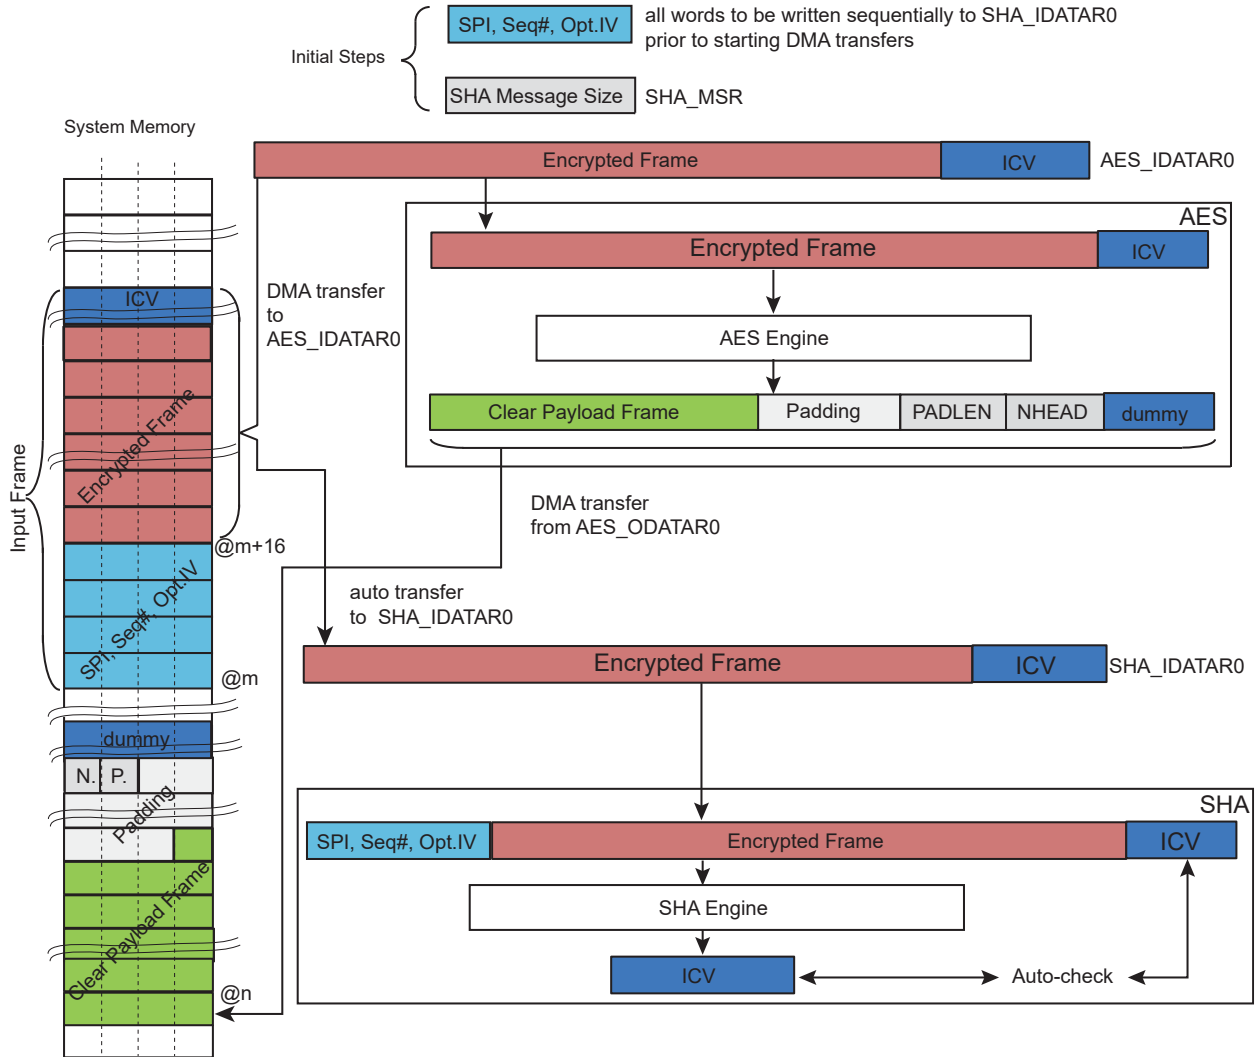 SPI, Seq#, Opt.IV
all words to be written sequentially to SHA_IDATAR0
prior to starting DMA transfers
Initial Steps
SHA Message Size
SHA_MSR
System Memory
Encrypted Frame
ICV
AES_IDATAR0
AES
Encrypted Frame
ICV
ICV
DMA transfer
to
AES_IDATAR0
AES Engine
Clear Payload Frame
Padding
PADLEN
NHEAD
dummy
Encrypted Frame
Input Frame
DMA transfer
from AES_ODATAR0
@m+16
SPI, Seq#, Opt.IV
auto transfer
to SHA_IDATAR0
@m
Encrypted Frame
ICV
SHA_IDATAR0
dummy
N.
P.
Padding
SHA
SPI, Seq#, Opt.IV
Encrypted Frame
ICV
Clear Payload Frame
SHA Engine
ICV
Auto-check
@n